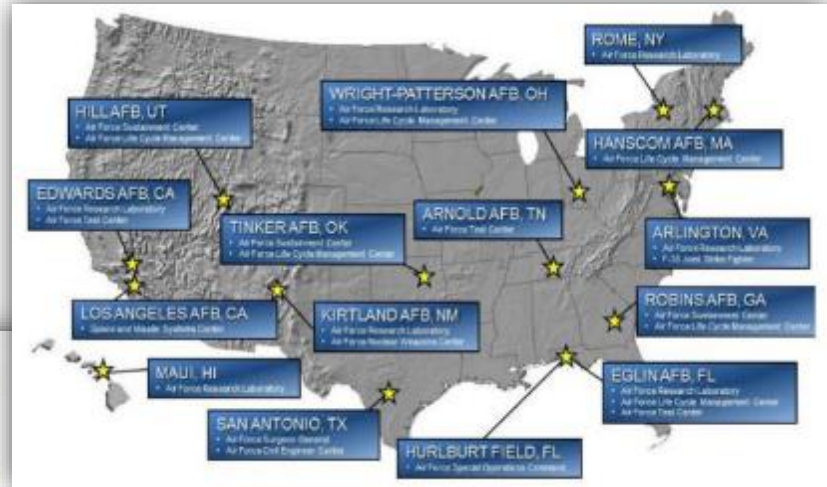 ROME, NY
• Air Force Research Laboratory
WRIGHT-PATTERSON AFB, OH
• Air Force Research Laboratory
• Air Force Life Cycle Management Center
HILL AFB, UT
• Air Force Sustainment Center
• Air Force Life Cycle Management Center
HANSCOM AFB, MA
• Air Force Life Cycle Management Center
EDWARDS AFB, CA
• Air Force Research Laboratory
• Air Force Test Center
TINKER AFB, OK
• Air Force Sustainment Center
• Air Force Life Cycle Management Center
ARNOLD AFB, TN
• Air Force Test Center
ARLINGTON, VA
• Air Force Research Laboratory
• F-35 Joint Strike Fighter
LOS ANGELES AFB, CA
• Space and Missile Systems Center
KIRTLAND AFB, NM
• Air Force Research Laboratory
• Air Force Nuclear Weapons Center
ROBINS AFB, GA
• Air Force Sustainment Center
• Air Force Life Cycle Management Center
MAUI, HI
• Air Force Research Laboratory
EGLIN AFB, FL
• Air Force Research Laboratory
• Air Force Life Cycle Management Center
• Air Force Test Center
SAN ANTONIO, TX
• Air Force Surgeon General
• Air Force Civil Engineer Center
HURLBURT FIELD, FL
• Air Force Special Operations Command